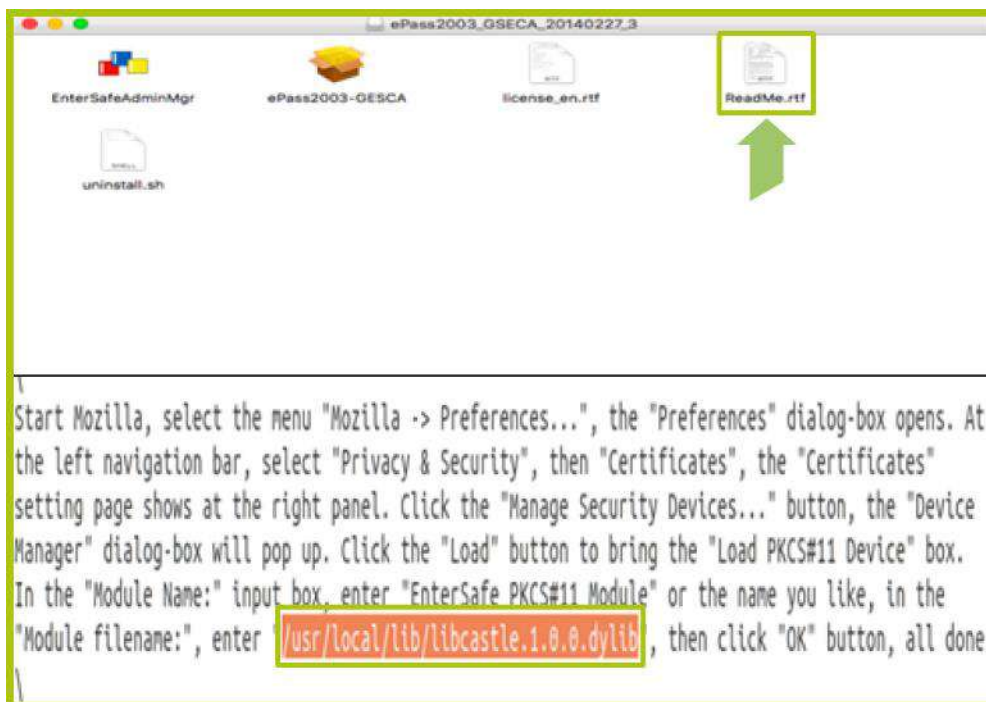 ePass2003_GSECA_20140227_3
EnterSafeAdminMgr
ePass2003-GESCA
license_en.rtf
ReadMe.rtf
SHELL
uninstall.sh
\
Start Mozilla, select the menu "Mozilla -> Preferences...", the "Preferences" dialog-box opens. At
the left navigation bar, select "Privacy & Security", then "Certificates", the "Certificates"
setting page shows at the right panel. Click the "Manage Security Devices..." button, the "Device
Manager" dialog-box will pop up. Click the "Load" button to bring the "Load PKCS#11 Device" box.
In the "Module Name:" input box, enter "EnterSafe PKCS#11 Module" or the name you like, in the
"Module filename:", enter "/usr/local/lib/libcastle.1.0.0.dylib", then click "OK" button, all done
\